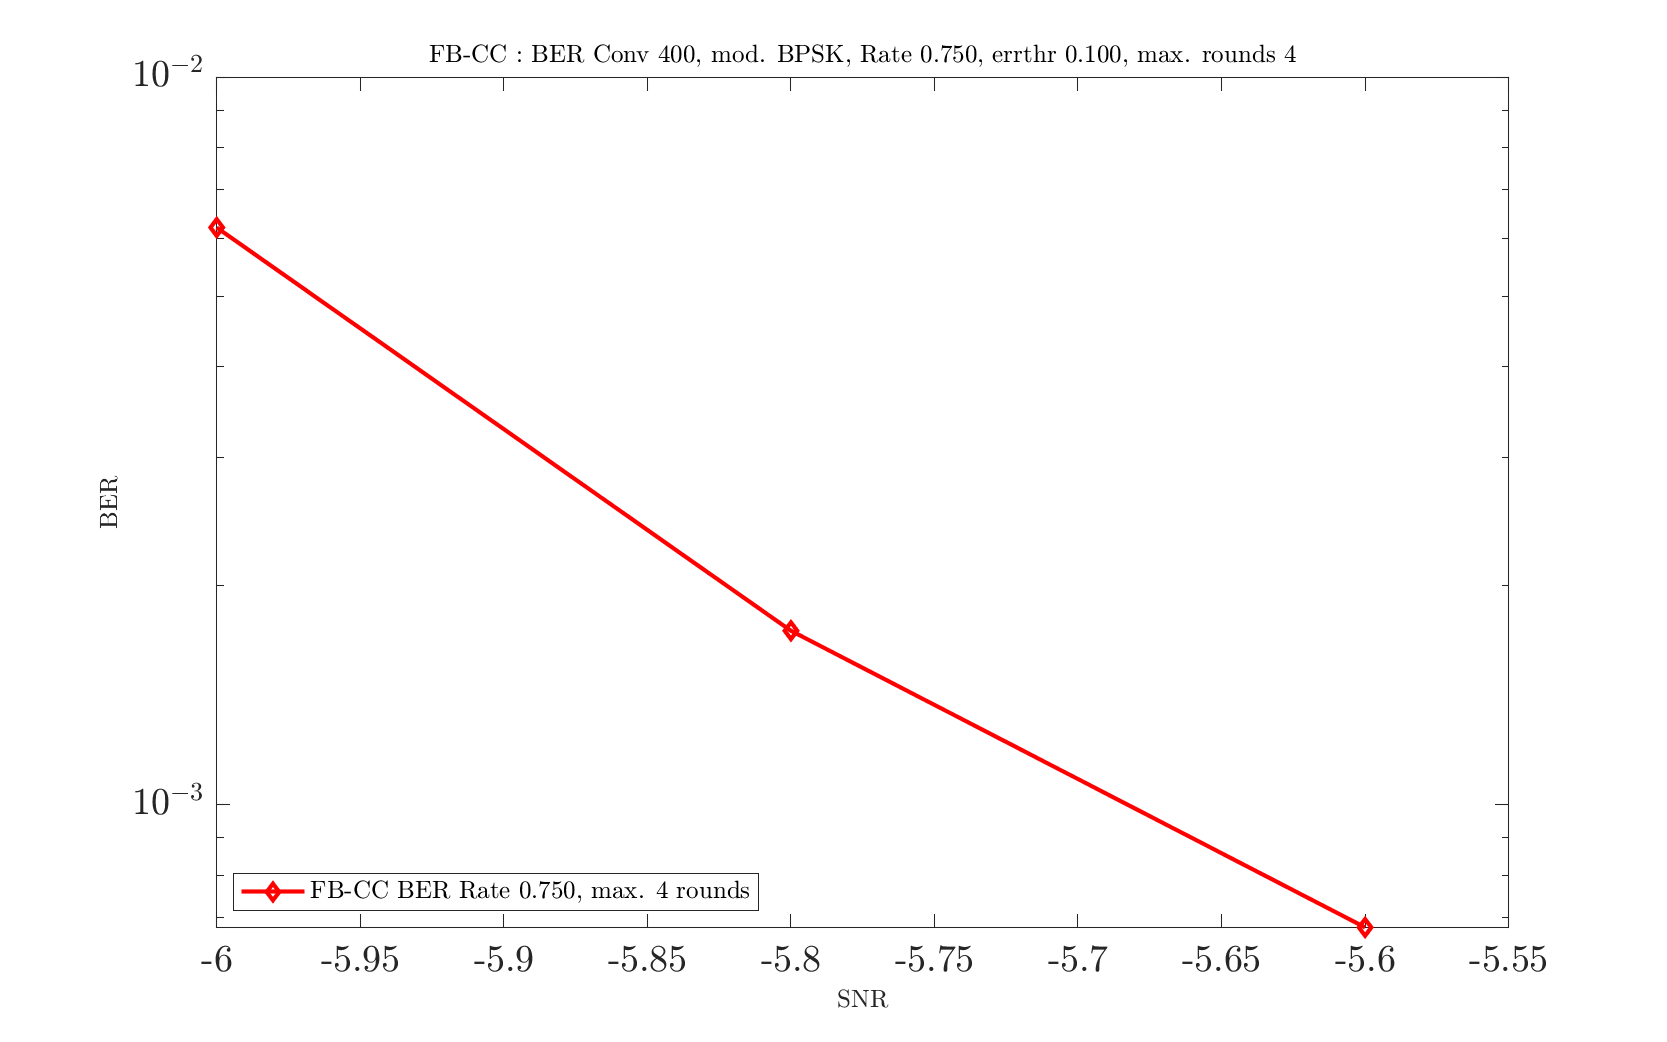 FB-CC : BER Conv 400, mod. BPSK, Rate 0.750, errthr 0.100, max. rounds 4
10⁻²
BER
10⁻³
FB-CC BER Rate 0.750, max. 4 rounds
-6 -5.95 -5.9 -5.85 -5.8 -5.75 -5.7 -5.65 -5.6 -5.55
SNR